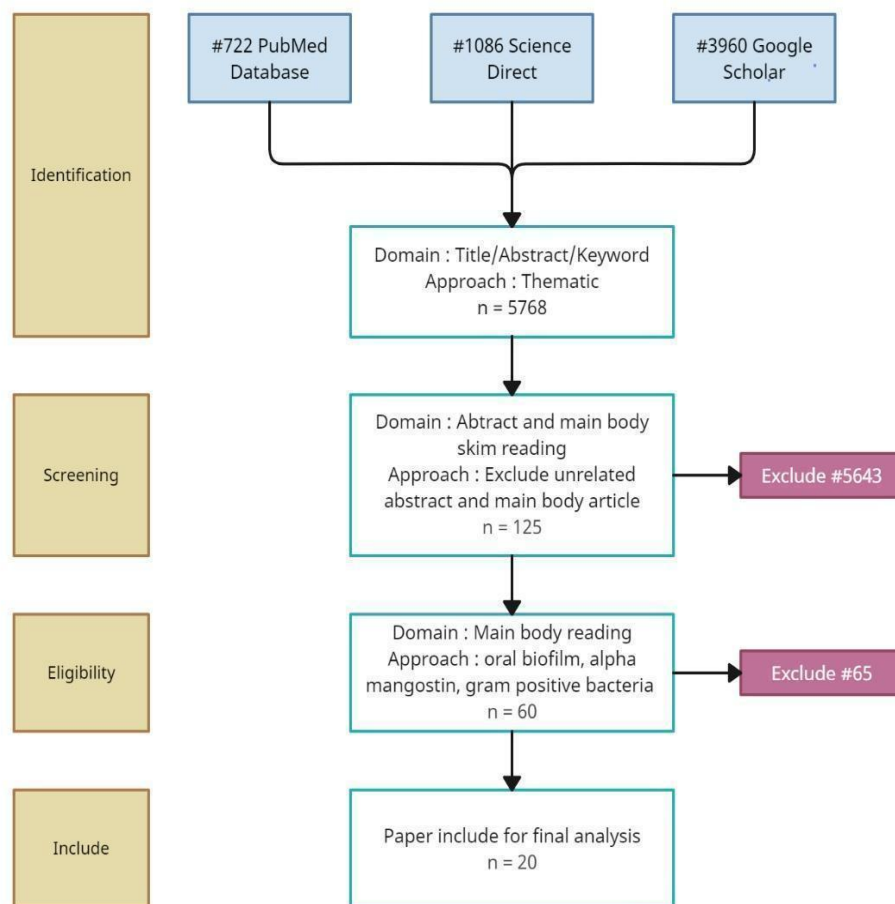 #722 PubMed
Database
#1086 Science
Direct
#3960 Google
Scholar
Identification
Domain : Title/Abstract/Keyword
Approach : Thematic
n = 5768
Screening
Domain : Abtract and main body
skim reading
Approach : Exclude unrelated
abstract and main body article
n = 125
Exclude #5643
Eligibility
Domain : Main body reading
Approach : oral biofilm, alpha
mangostin, gram positive bacteria
n = 60
Exclude #65
Include
Paper include for final analysis
n = 20